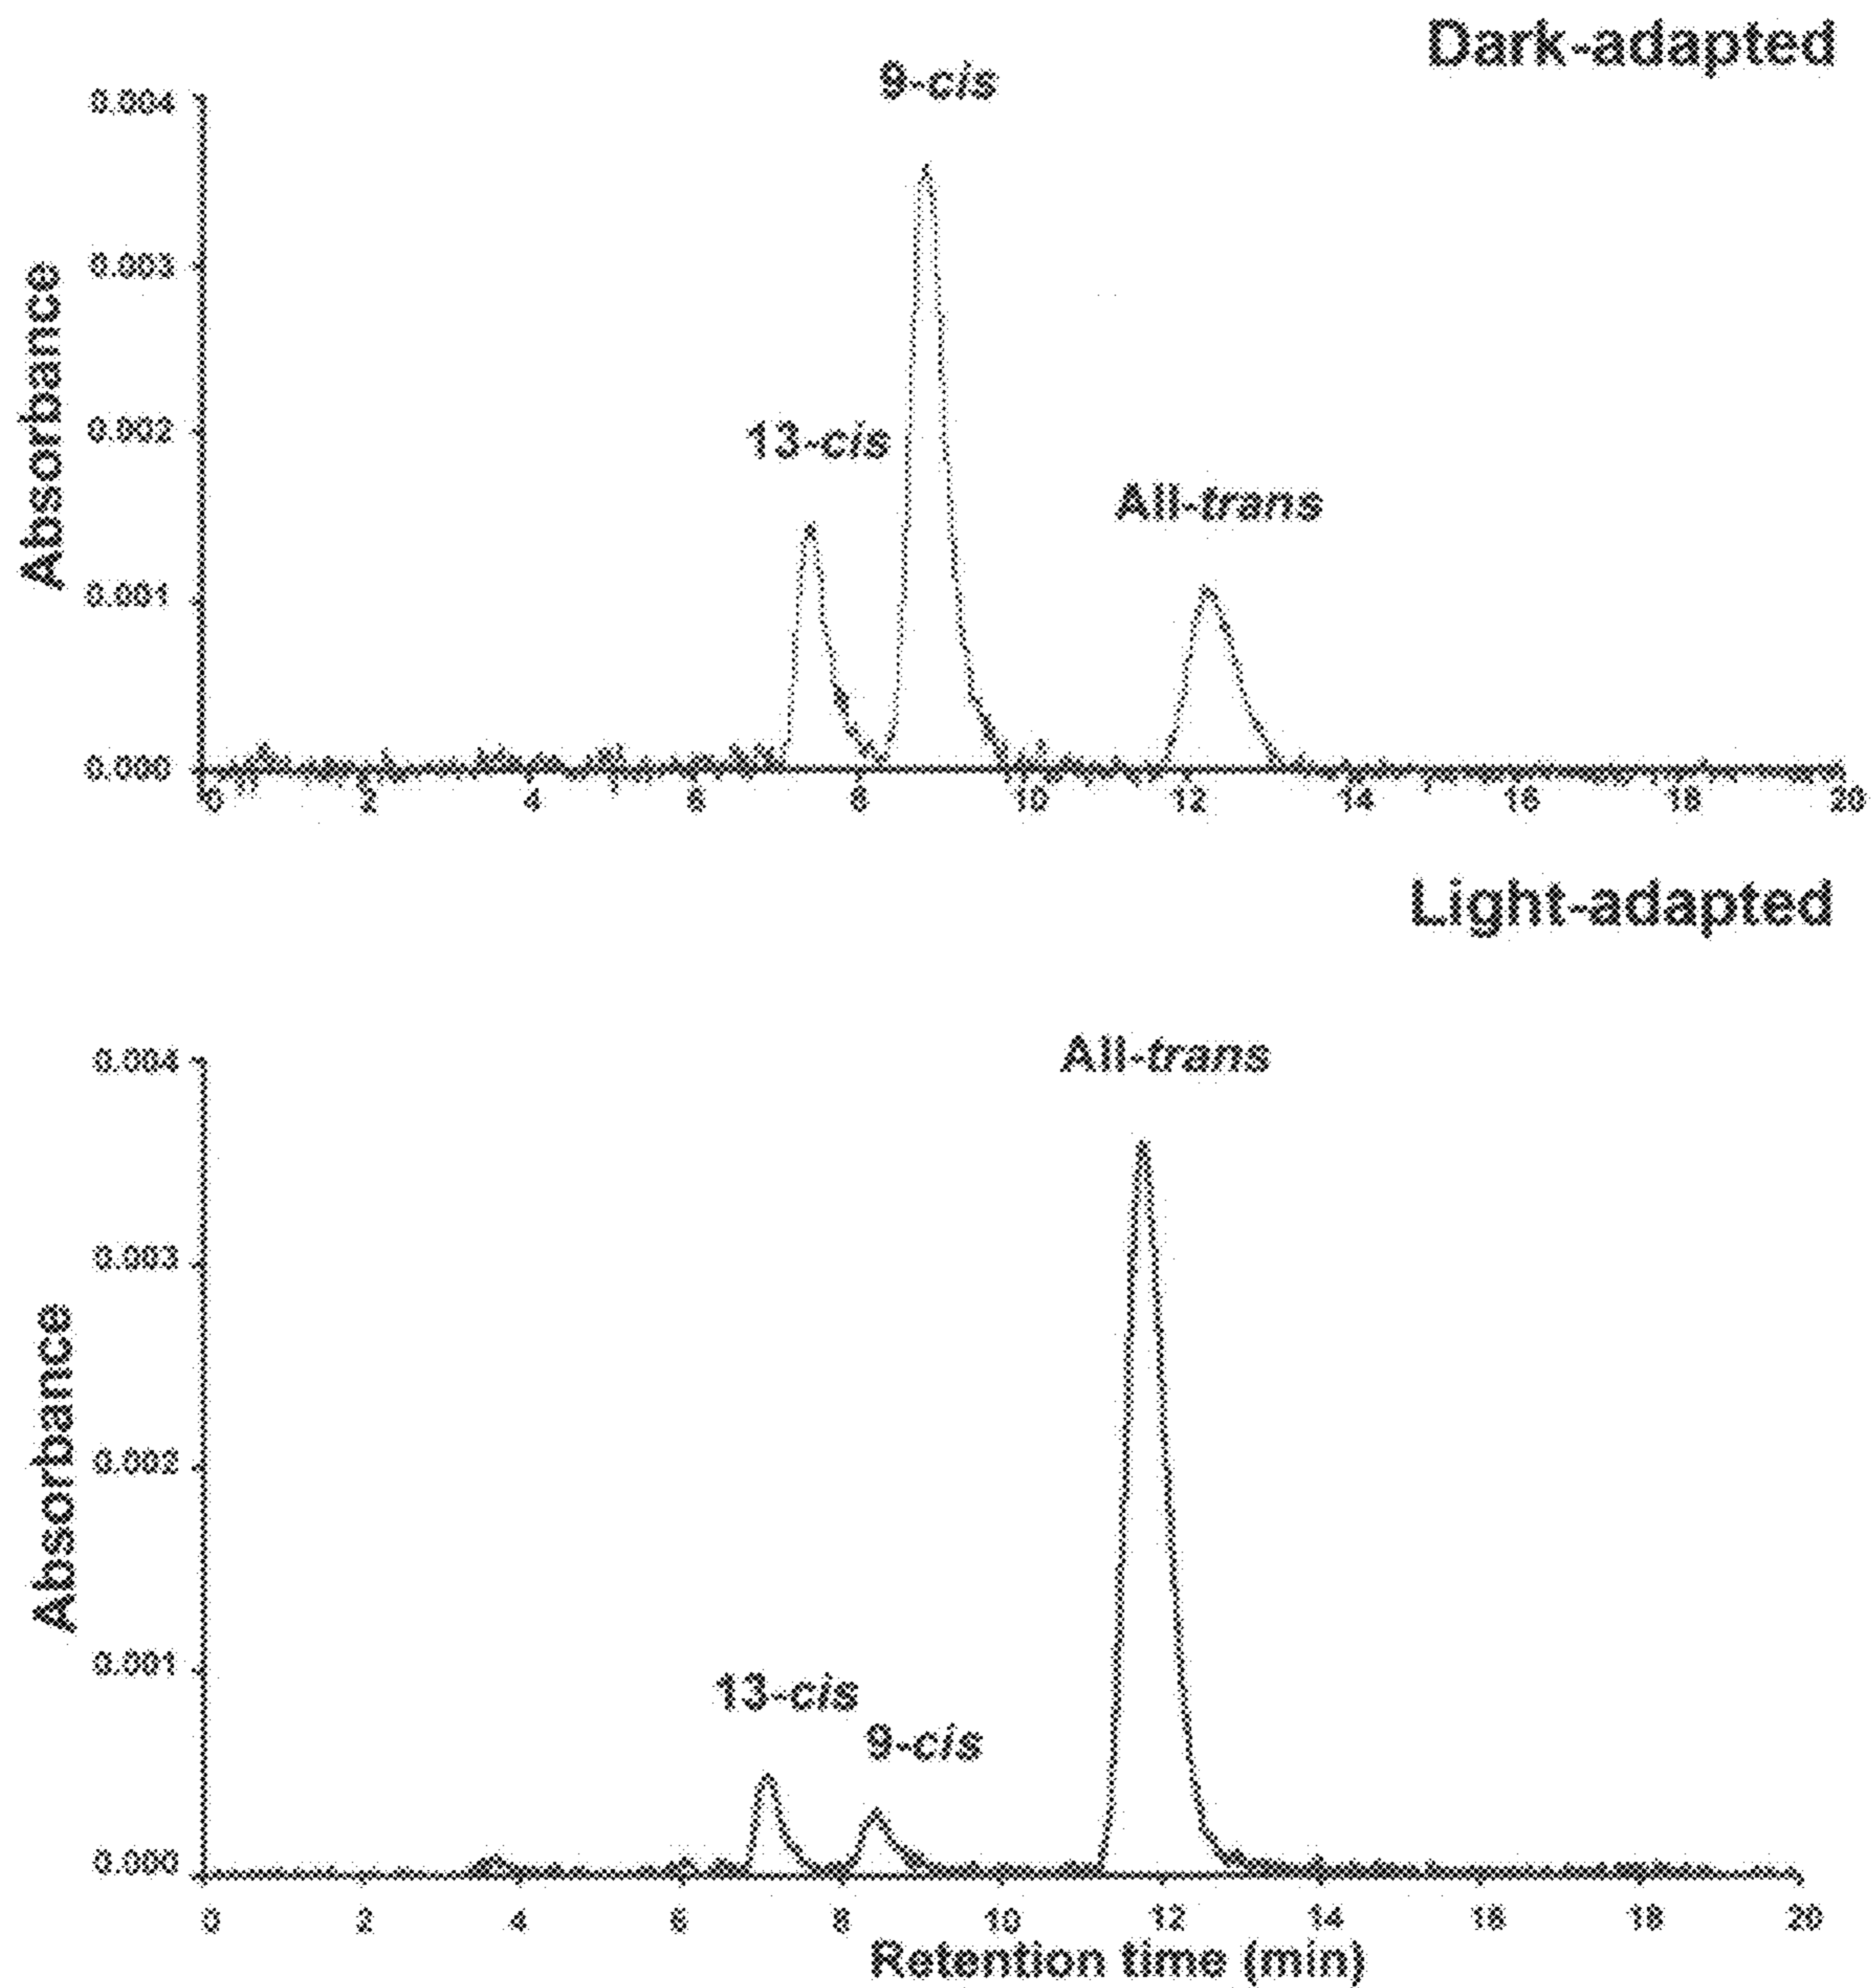 Dark-adapted
9-cis
0.004
0.003
Absorbance
0.002
13-cis
All-trans
0.001
0.000
0 2 4 6 8 10 12 14 16 18 20
Light-adapted
All-trans
0.004
0.003
Absorbance
0.002
0.001
13-cis
9-cis
0.000
0 2 4 6 8 10 12 14 16 18 20
Retention time (min)